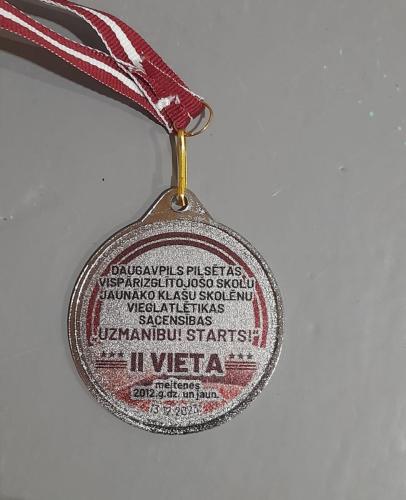 DAUGAVPILS PILSĒTAS
VISPĀRIZGLĪTOJOŠO SKOLU
JAUNĀKO KLAŠU SKOLĒNU
VIEGLATLĒTIKAS
SACENSĪBAS
„UZMANĪBU! STARTS!"
II VIETA
meitenes
2012.g.dz. un jaun.